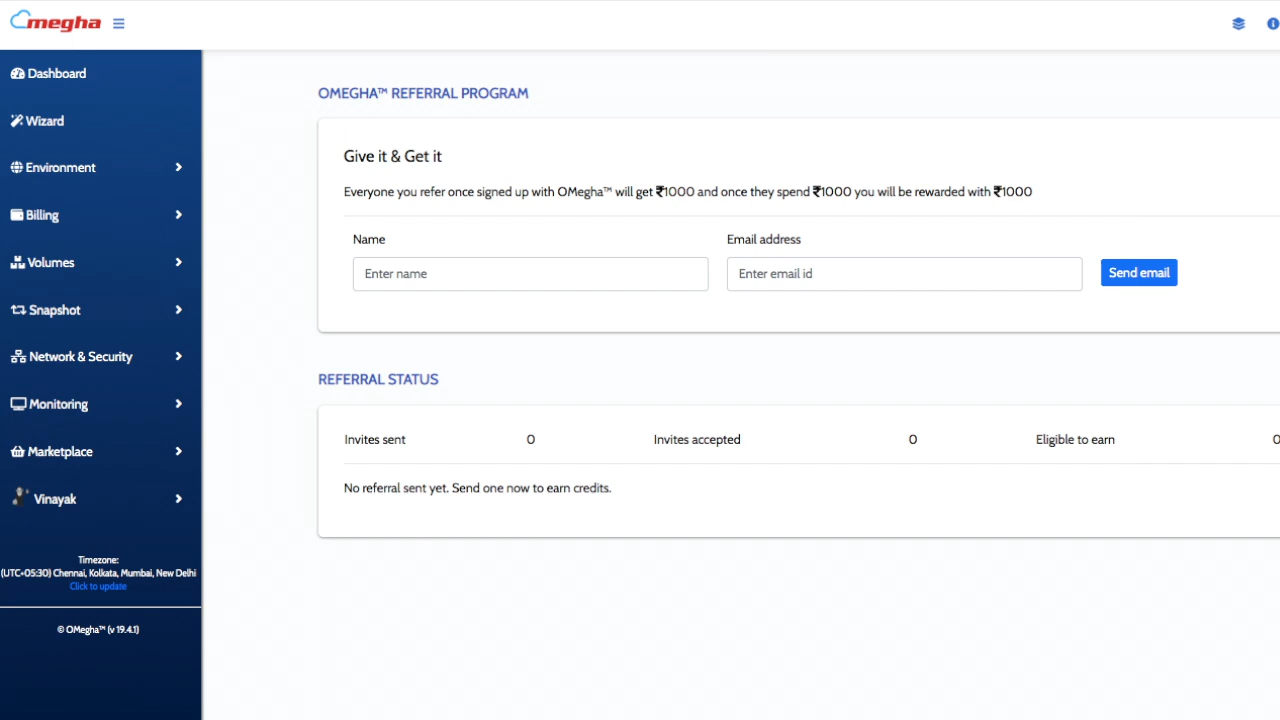 Omegha
Dashboard
Wizard
Environment
Billing
Volumes
Snapshot
Network & Security
Monitoring
Marketplace
Vinayak
Timezone:
(UTC+05:30) Chennai, Kolkata, Mumbai, New Delhi
Click to update
© OMegha™ (v 19.4.1)
OMEGHA™ REFERRAL PROGRAM
Give it & Get it
Everyone you refer once signed up with OMegha™ will get ₹1000 and once they spend ₹1000 you will be rewarded with ₹1000
Name Email address
Enter name Enter email id Send email
REFERRAL STATUS
Invites sent 0 Invites accepted 0 Eligible to earn 0
No referral sent yet. Send one now to earn credits.